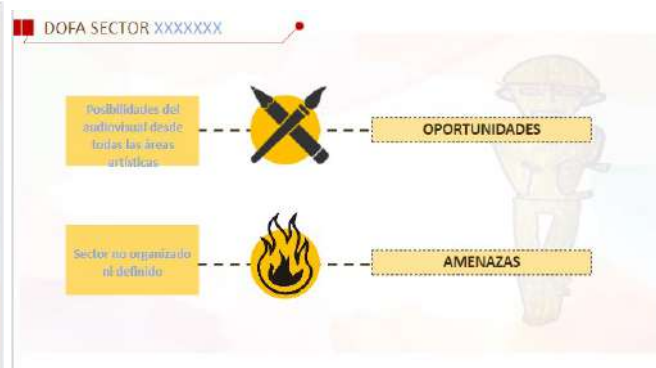 DOFA SECTOR XXXXXXX
Posibilidades del
audiovisual desde
todas las áreas
artísticas
OPORTUNIDADES
Sector no organizado
ni definido
AMENAZAS